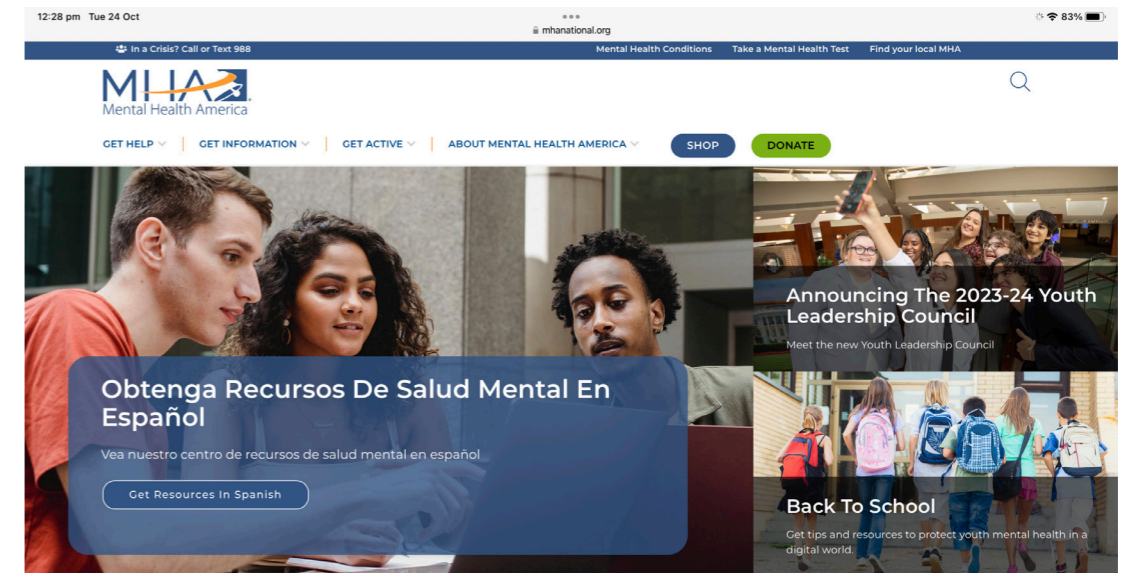 12:28 pm Tue 24 Oct
83%
mhanational.org
In a Crisis? Call or Text 988
Mental Health Conditions
Take a Mental Health Test
Find your local MHA
MHA
Mental Health America
GET HELP
GET INFORMATION
GET ACTIVE
ABOUT MENTAL HEALTH AMERICA
SHOP
DONATE
Obtenga Recursos De Salud Mental En
Español
Vea nuestro centro de recursos de salud mental en español
Get Resources In Spanish
Announcing The 2023-24 Youth
Leadership Council
Meet the new Youth Leadership Council
Back To School
Get tips and resources to protect youth mental health in a
digital world.